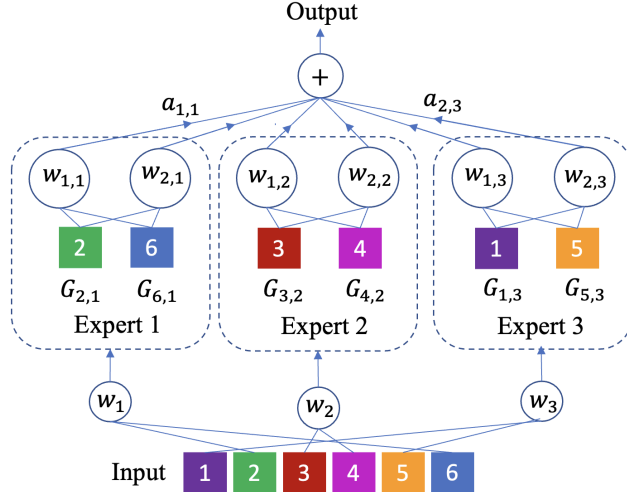 Output
+
a1,1 a2,3
w1,1 w2,1 w1,2 w2,2 w1,3 w2,3
2 6 3 4 1 5
G2,1 G6,1 G3,2 G4,2 G1,3 G5,3
Expert 1 Expert 2 Expert 3
w1 w2 w3
Input 1 2 3 4 5 6